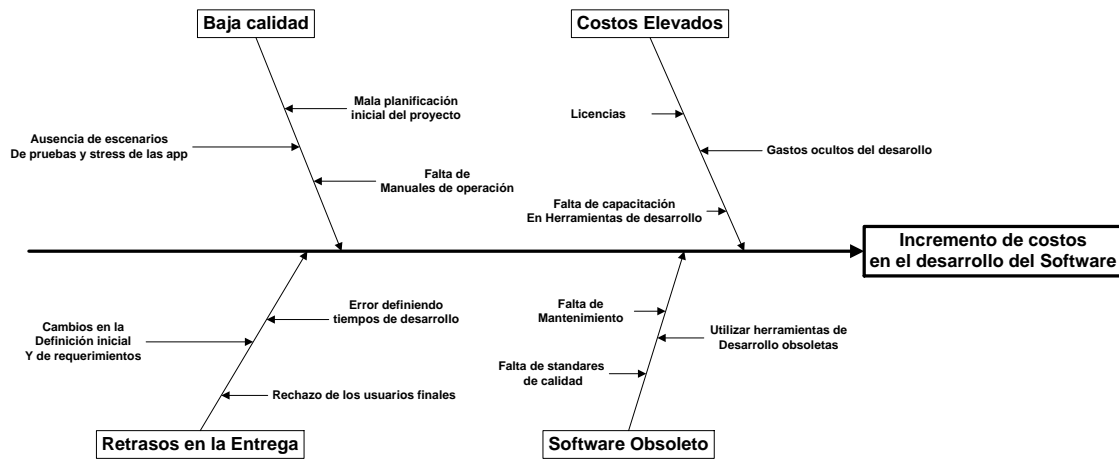 Baja calidad
Costos Elevados
Mala planificación
inicial del proyecto
Ausencia de escenarios
De pruebas y stress de las app
Falta de
Manuales de operación
Licencias
Gastos ocultos del desarollo
Falta de capacitación
En Herramientas de desarrollo
Incremento de costos
en el desarrollo del Software
Error definiendo
tiempos de desarrollo
Cambios en la
Definición inicial
Y de requerimientos
Rechazo de los usuarios finales
Falta de
Mantenimiento
Utilizar herramientas de
Desarrollo obsoletas
Falta de standares
de calidad
Retrasos en la Entrega
Software Obsoleto